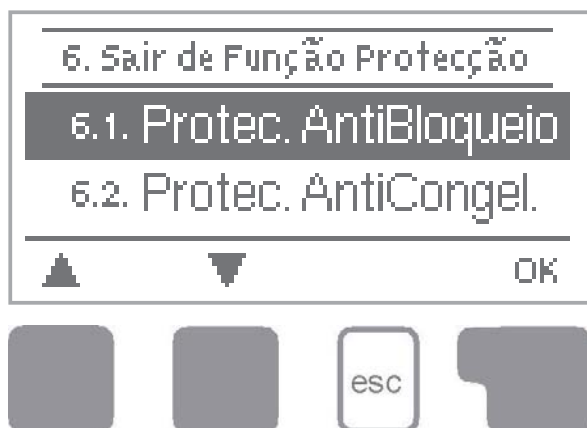 6. Sair de Função Protecção
6.1. Protec. AntiBloqueio
6.2. Protec. AntiCongel.
OK
esc